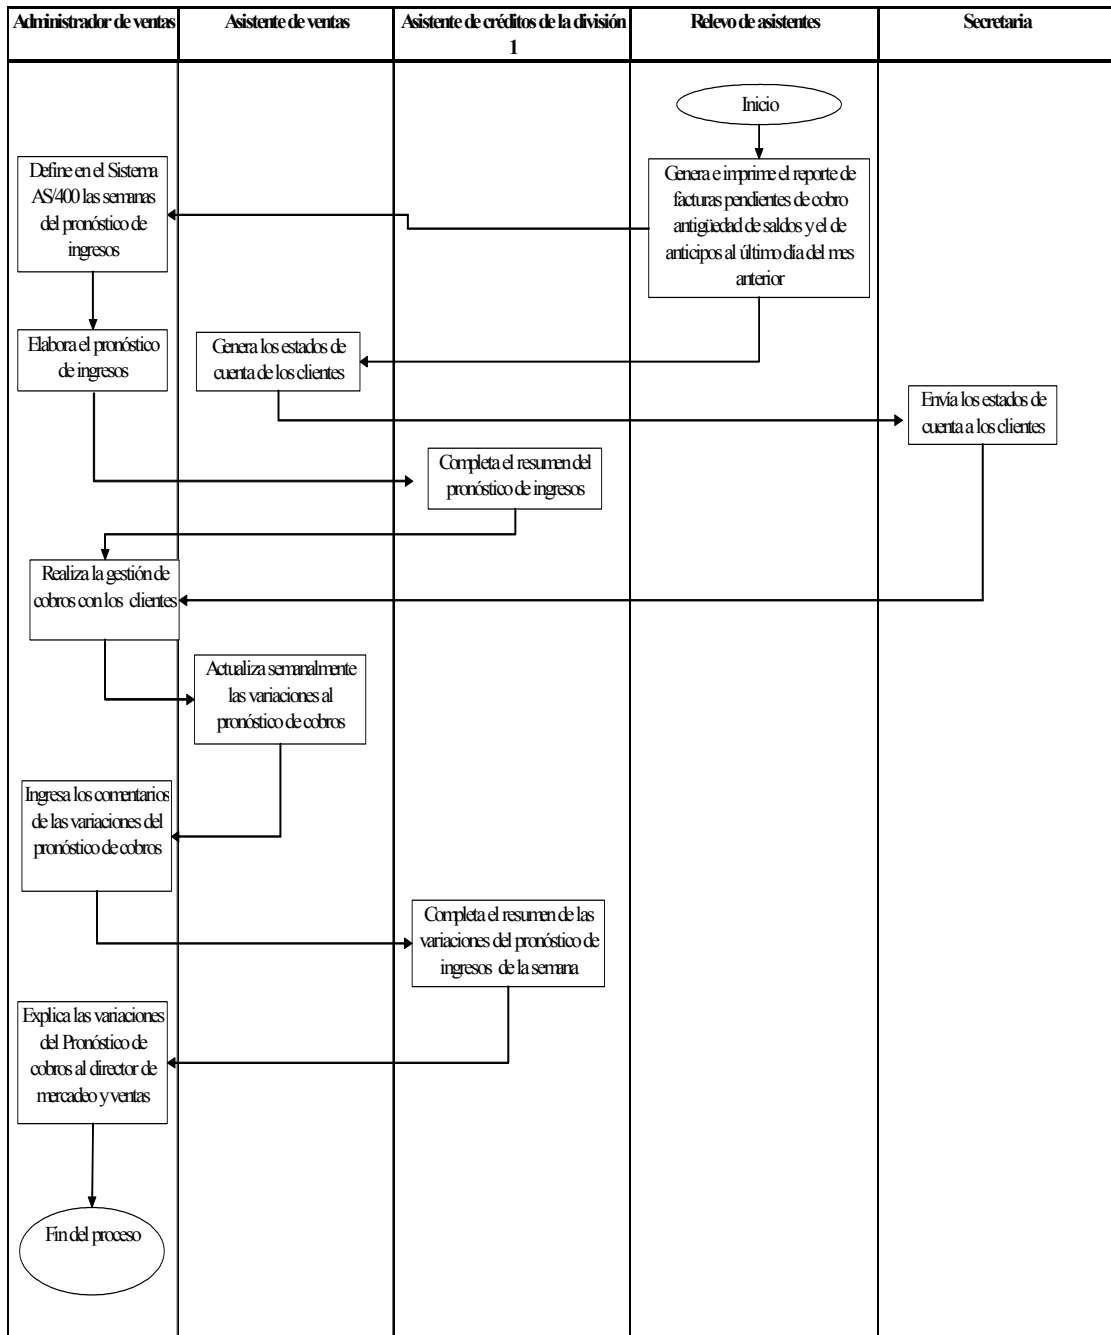 Administrador de ventas
Asistente de ventas
Asistente de créditos de la división
1
Relevo de asistentes
Secretaria
Inicio
Define en el Sistema
AS/400 las semanas
del pronóstico de
ingresos
Genera e imprime el reporte de
facturas pendientes de cobro
antigüedad de saldos y el de
anticipos al último día del mes
anterior
Elabora el pronóstico
de ingresos
Genera los estados de
cuenta de los clientes
Envía los estados de
cuenta a los clientes
Completa el resumen del
pronóstico de ingresos
Realiza la gestión de
cobros con los clientes
Actualiza semanalmente
las variaciones al
pronóstico de cobros
Ingresa los comentarios
de las variaciones del
pronóstico de cobros
Completa el resumen de las
variaciones del pronóstico de
ingresos de la semana
Explica las variaciones
del Pronóstico de
cobros al director de
mercadeo y ventas
Fin del proceso